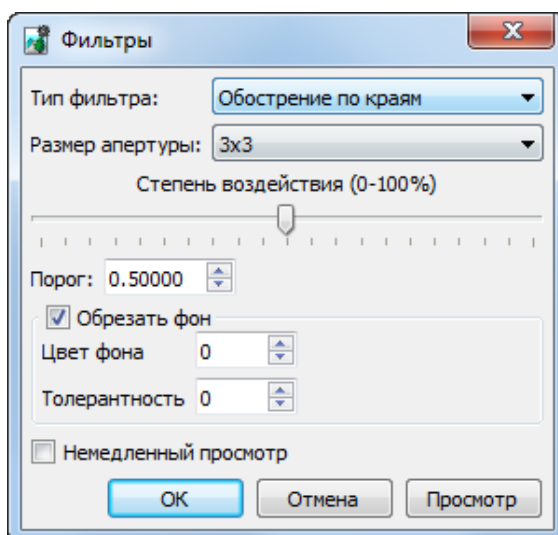 Фильтры
Тип фильтра: Обострение по краям
Размер апертуры: 3x3
Степень воздействия (0-100%)
Порог: 0.50000
Обрезать фон
Цвет фона 0
Толерантность 0
Немедленный просмотр
OK Отмена Просмотр